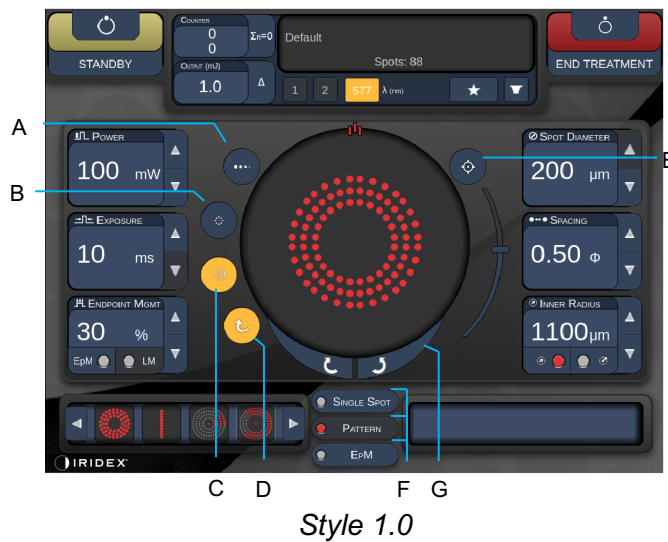 STANDBY
COUNTER
0
0
Σn=0
OUTPUT (mJ)
1.0
Δ
Default
Spots: 88
1 2 577 λ (nm)
END TREATMENT
A
B
E
POWER
100 mW
EXPOSURE
10 ms
ENDPOINT MGMT
30 %
EpM LM
SPOT DIAMETER
200 µm
SPACING
0.50 Φ
INNER RADIUS
1100µm
SINGLE SPOT
PATTERN
EPM
IRIDEX
C D F G
Style 1.0